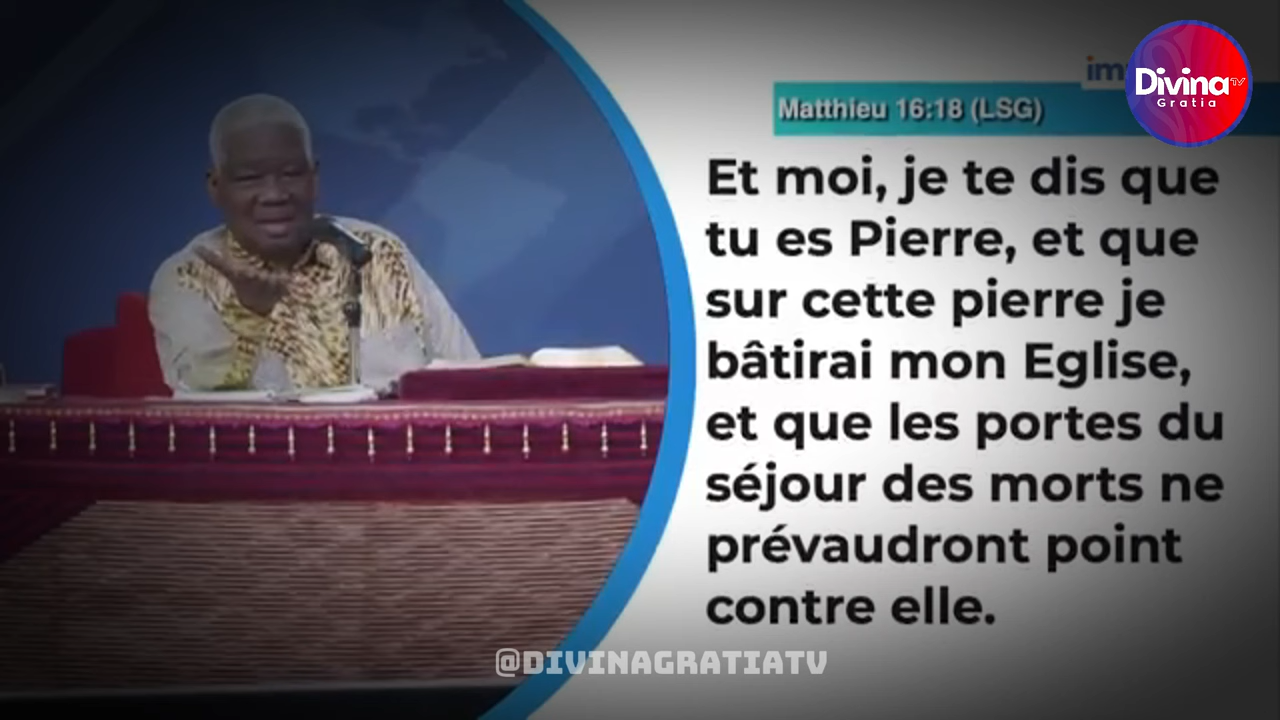 Divina TV
Gratia
Matthieu 16:18 (LSG)
Et moi, je te dis que
tu es Pierre, et que
sur cette pierre je
bâtirai mon Eglise,
et que les portes du
séjour des morts ne
prévaudront point
contre elle.
@DIVINAGRATIATV